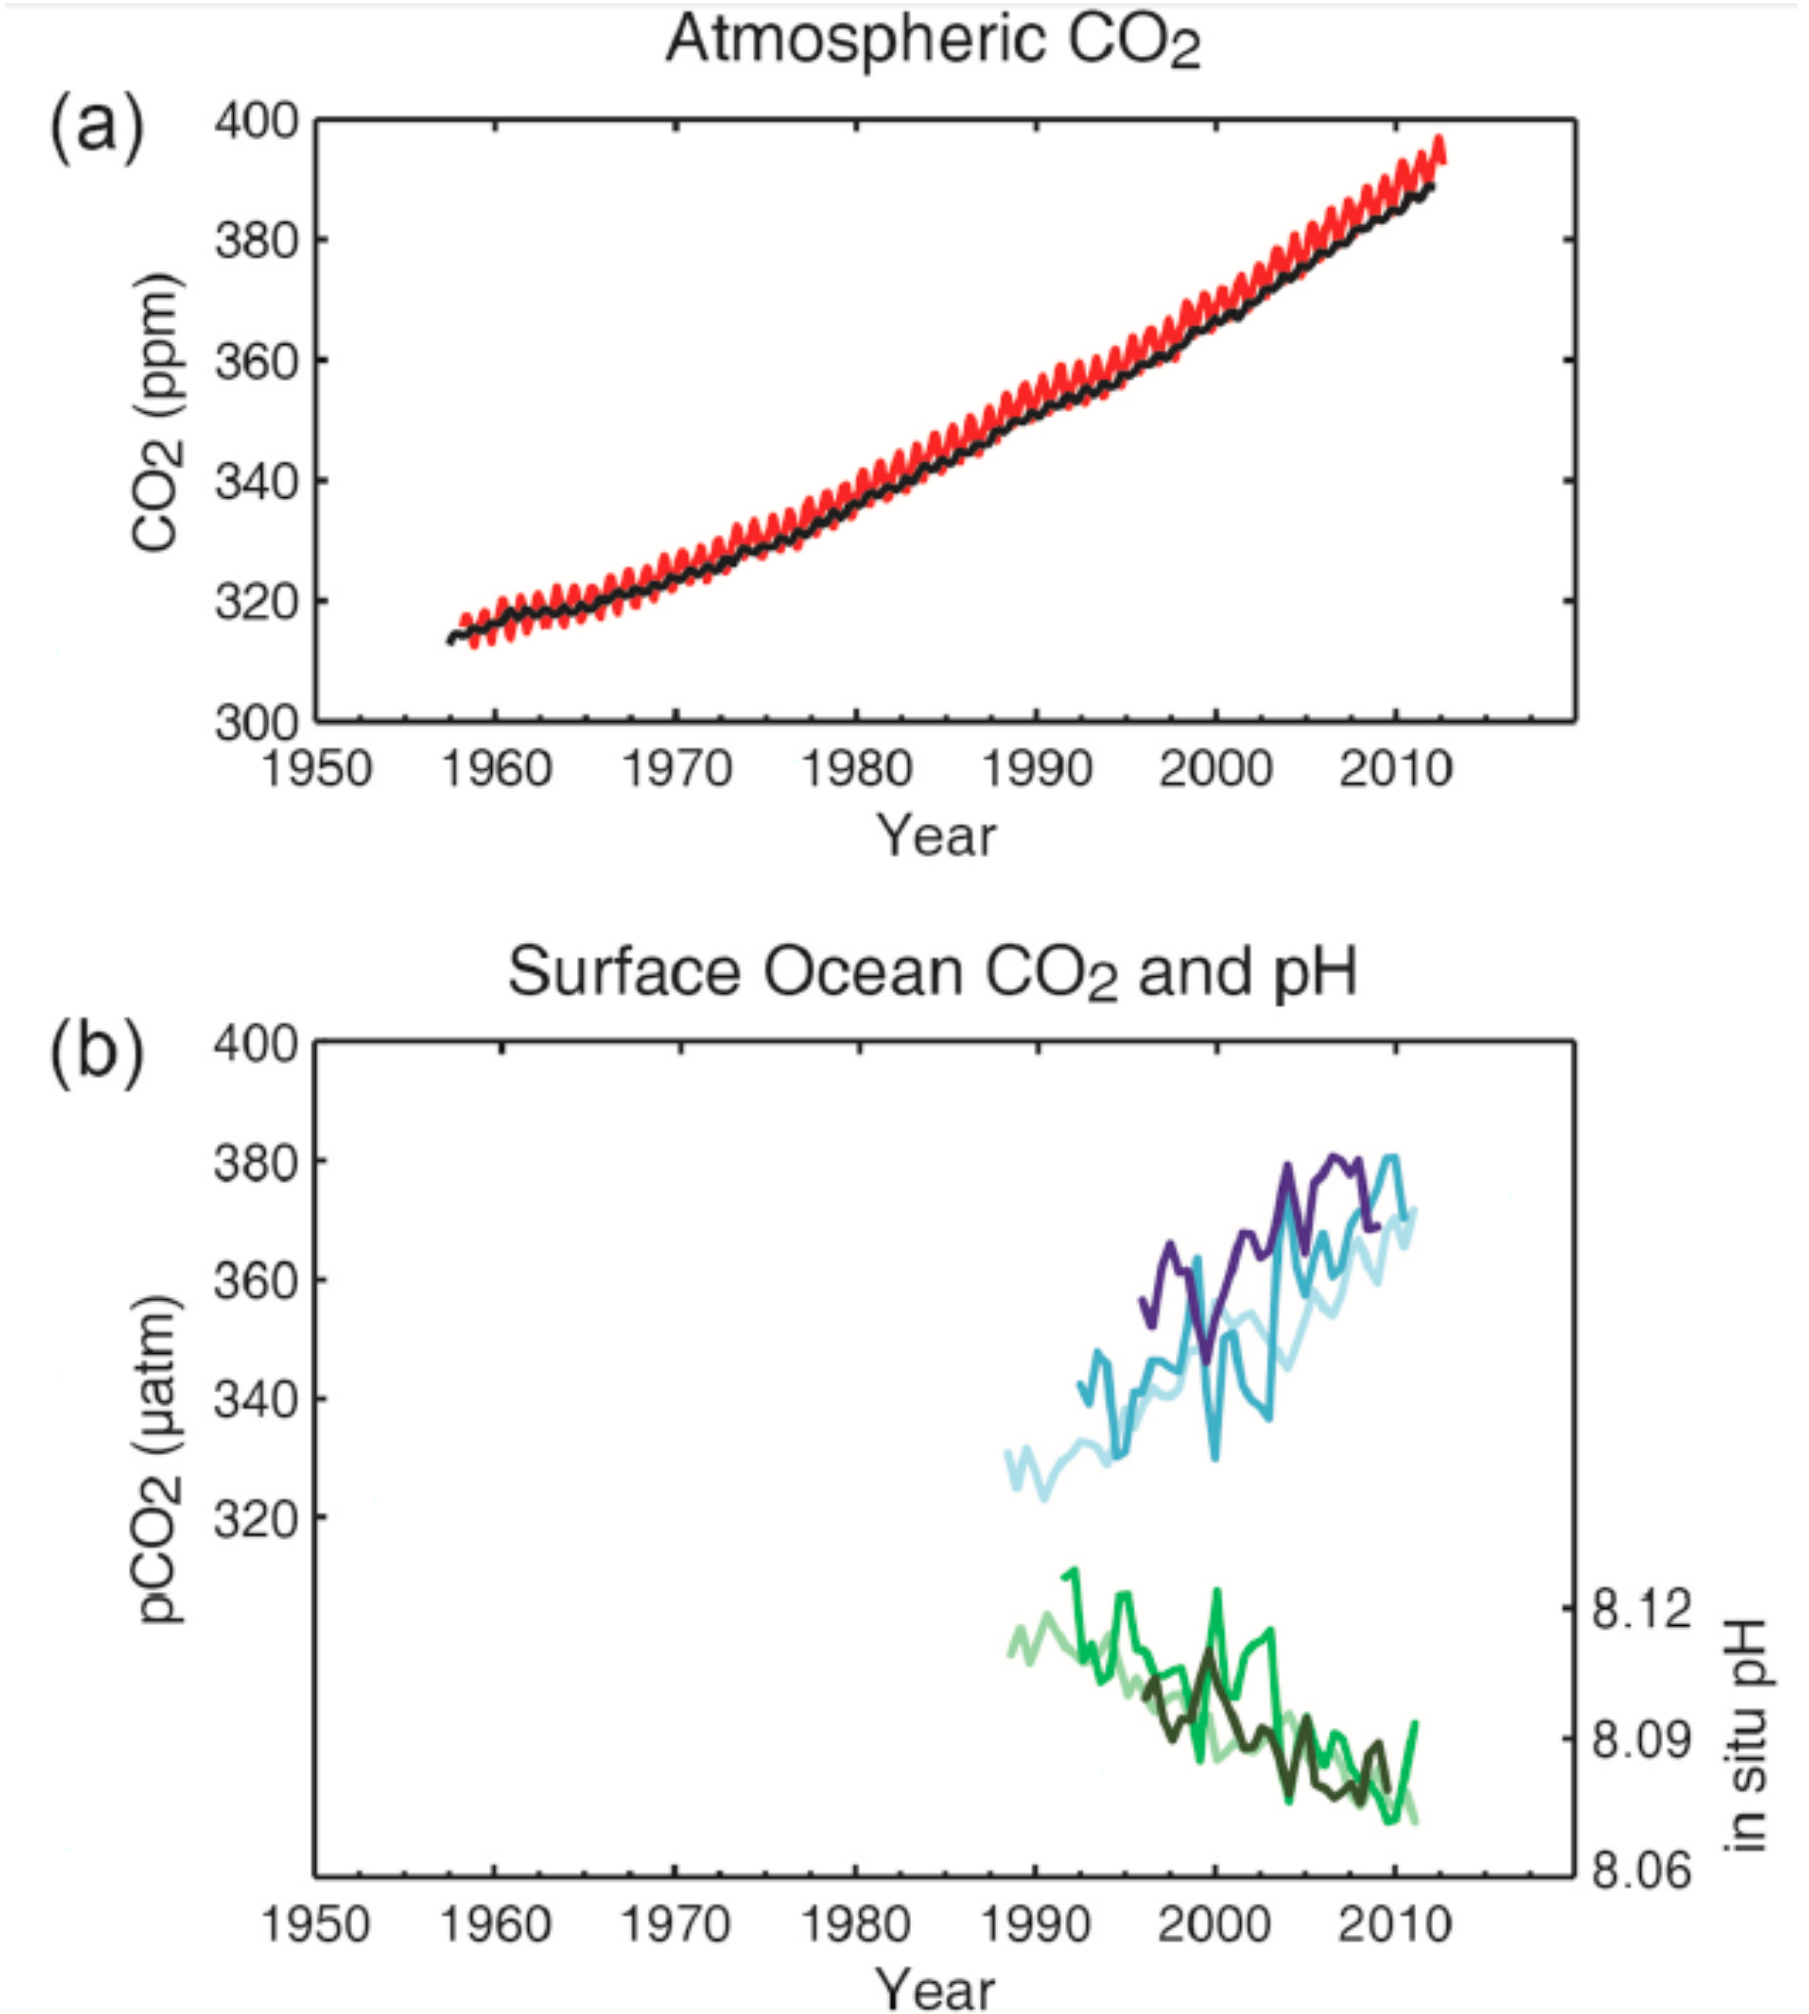 Atmospheric CO2
(a)
400
380
360
340
320
300
CO2 (ppm)
1950 1960 1970 1980 1990 2000 2010
Year
Surface Ocean CO2 and pH
(b)
400
380
360
340
320
pCO2 (µatm)
8.12
8.09
8.06
in situ pH
1950 1960 1970 1980 1990 2000 2010
Year